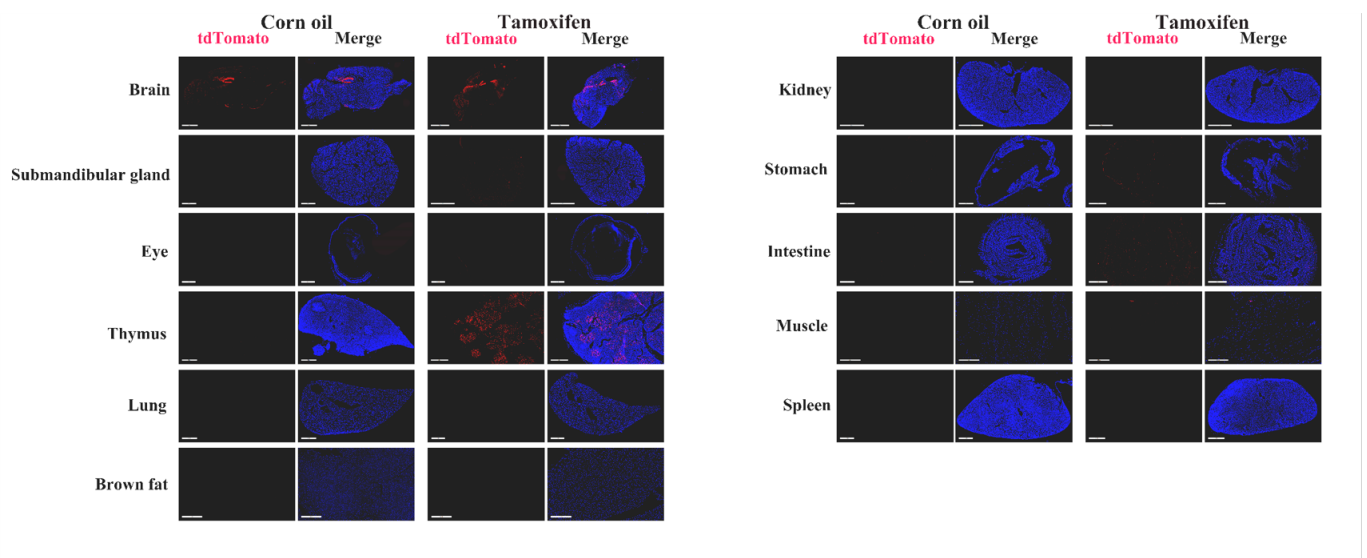 Corn oil Tamoxifen
tdTomato Merge tdTomato Merge
Brain
Submandibular gland
Eye
Thymus
Lung
Brown fat
Corn oil Tamoxifen
tdTomato Merge tdTomato Merge
Kidney
Stomach
Intestine
Muscle
Spleen